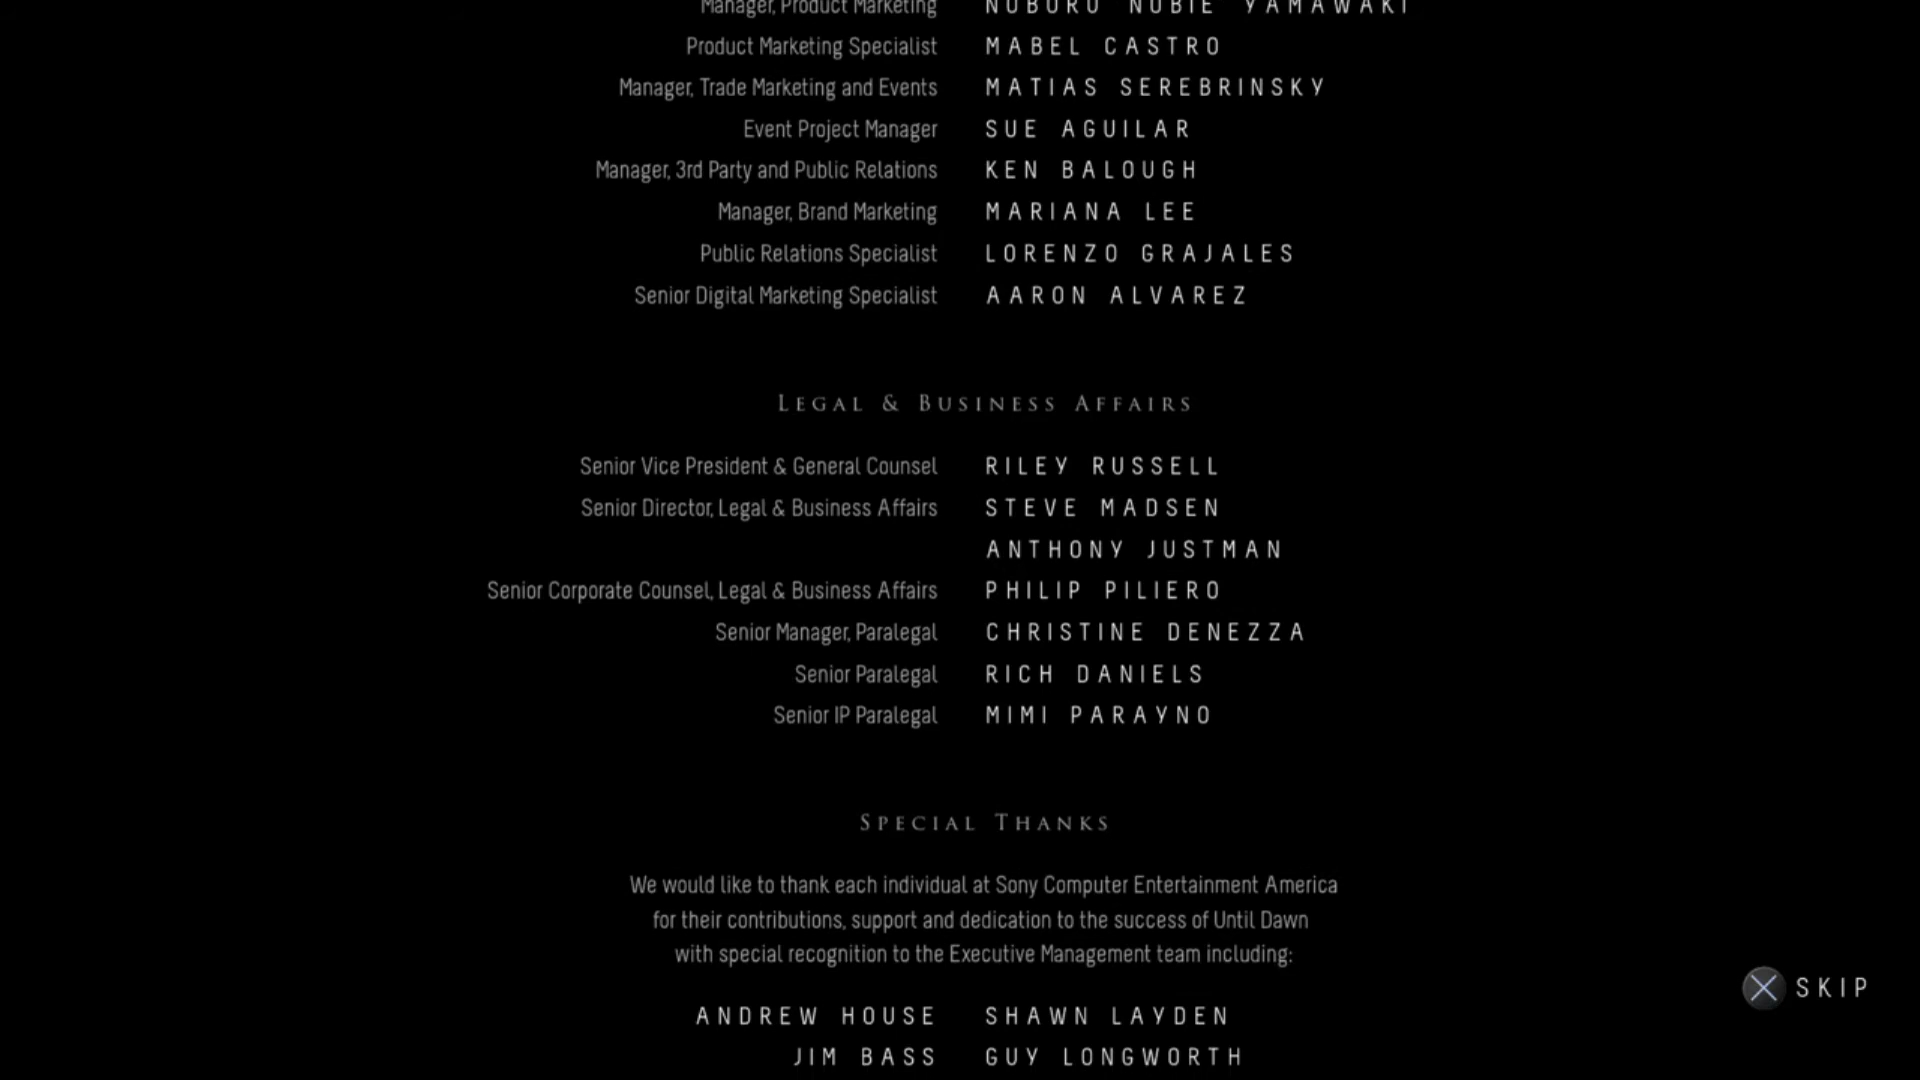 Manager, Product Marketing NOBORU NOBIE YAMAWAKI
Product Marketing Specialist MABEL CASTRO
Manager, Trade Marketing and Events MATIAS SEREBRINSKY
Event Project Manager SUE AGUILAR
Manager, 3rd Party and Public Relations KEN BALOUGH
Manager, Brand Marketing MARIANA LEE
Public Relations Specialist LORENZO GRAJALES
Senior Digital Marketing Specialist AARON ALVAREZ
LEGAL & BUSINESS AFFAIRS
Senior Vice President & General Counsel RILEY RUSSELL
Senior Director, Legal & Business Affairs STEVE MADSEN
ANTHONY JUSTMAN
Senior Corporate Counsel, Legal & Business Affairs PHILIP PILIERO
Senior Manager, Paralegal CHRISTINE DENEZZA
Senior Paralegal RICH DANIELS
Senior IP Paralegal MIMI PARAYNO
SPECIAL THANKS
We would like to thank each individual at Sony Computer Entertainment America
for their contributions, support and dedication to the success of Until Dawn
with special recognition to the Executive Management team including:
SKIP
ANDREW HOUSE SHAWN LAYDEN
JIM BASS GUY LONGWORTH